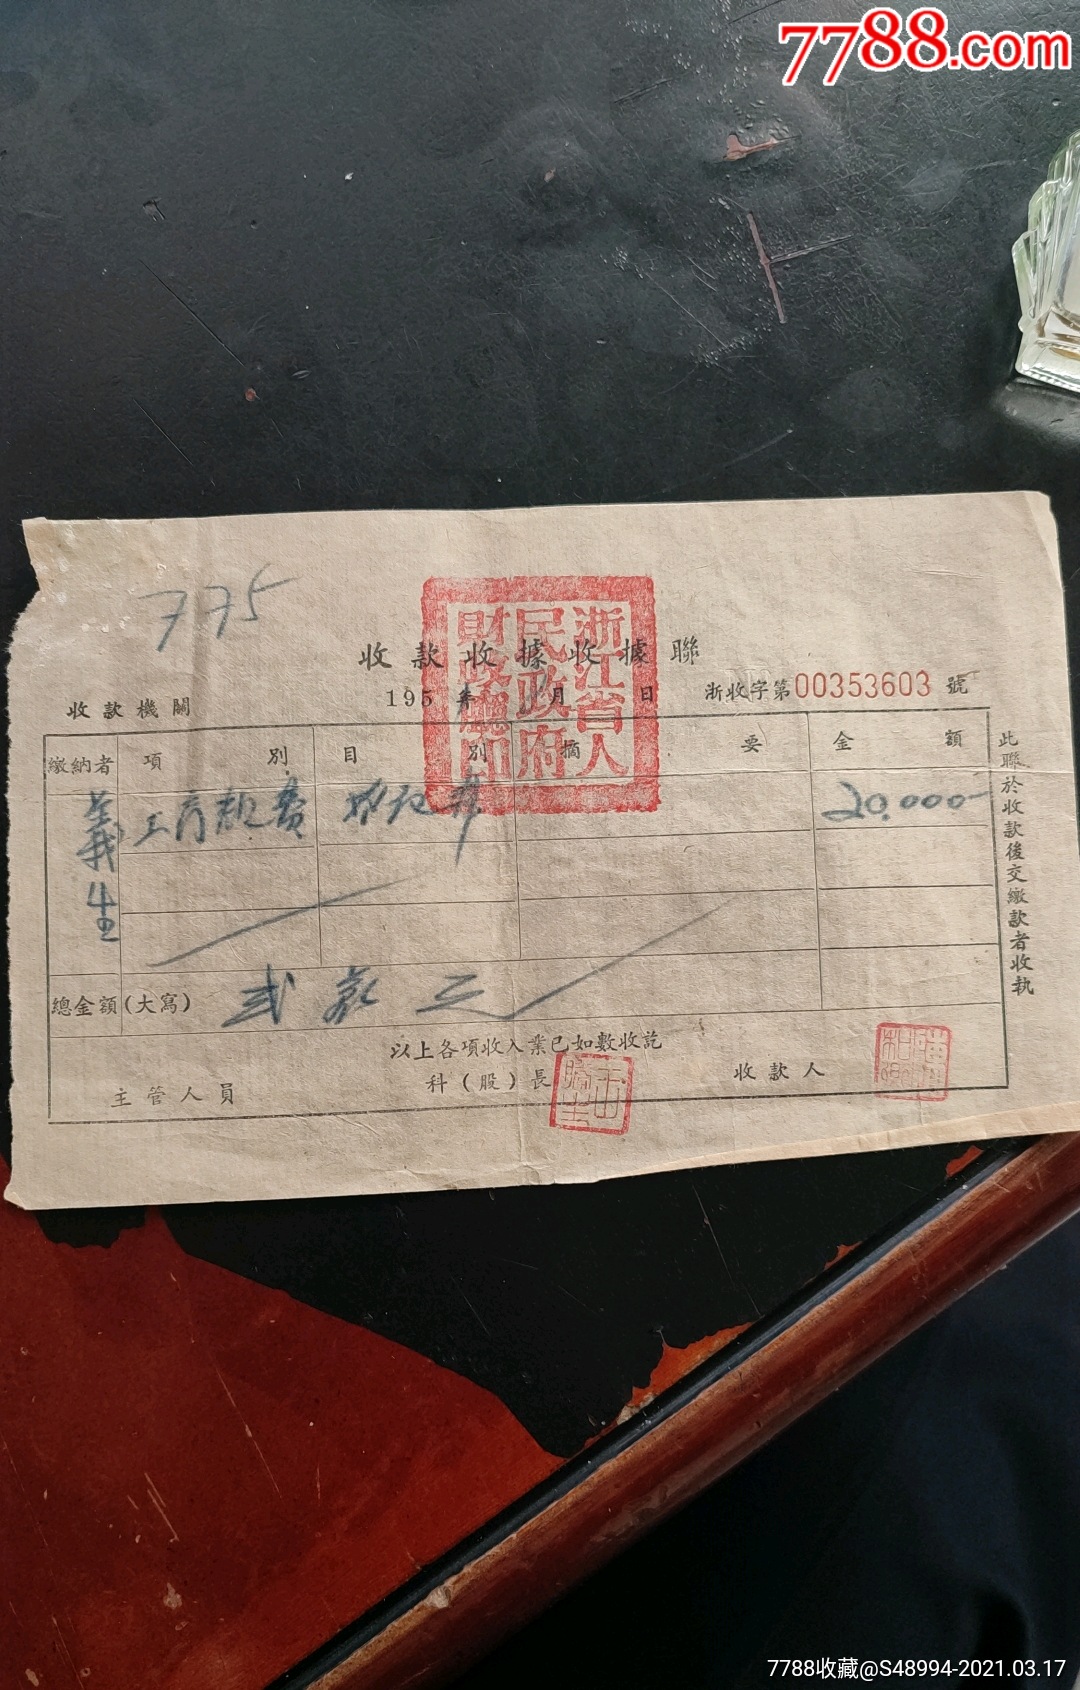 7788.com
775
收款收據收據聯
收款機關
195 年 月 日
浙收字第00353603號
浙江省人民政府財政廳印
繳納者 項別 目別 摘要 金額
義生 工商 費 20,000-
總金額(大寫) 弍萬元
以上各項收入業已如數收訖
主管人員 科(股)長 收款人
此聯於收款後交繳款者收執
7788收藏@S48994-2021.03.17